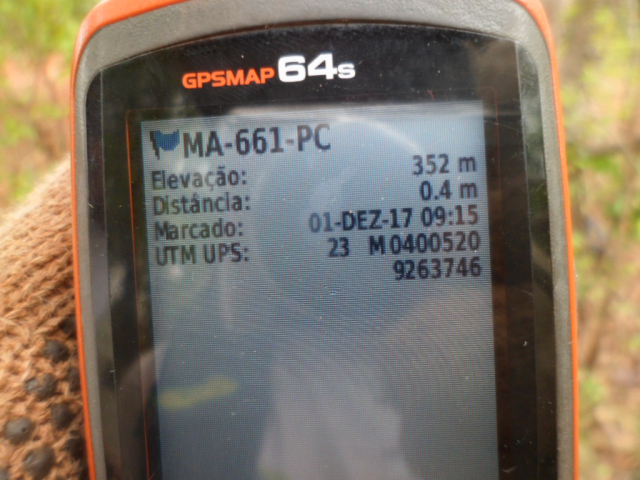 GPSMAP 64s
MA-661-PC
Elevação: 352 m
Distância: 0.4 m
Marcado: 01-DEZ-17 09:15
UTM UPS: 23 M 0400520
9263746